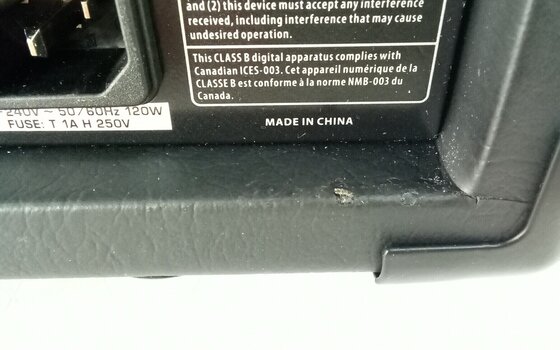 and (2) this device must accept any interference
received, including interference that may cause
undesired operation.
This CLASS B digital apparatus complies with
Canadian ICES-003. Cet appareil numérique de la
CLASSE B est conforme à la norme NMB-003 du
Canada.
240V ~ 50/60Hz 120W
FUSE: T 1A H 250V
MADE IN CHINA